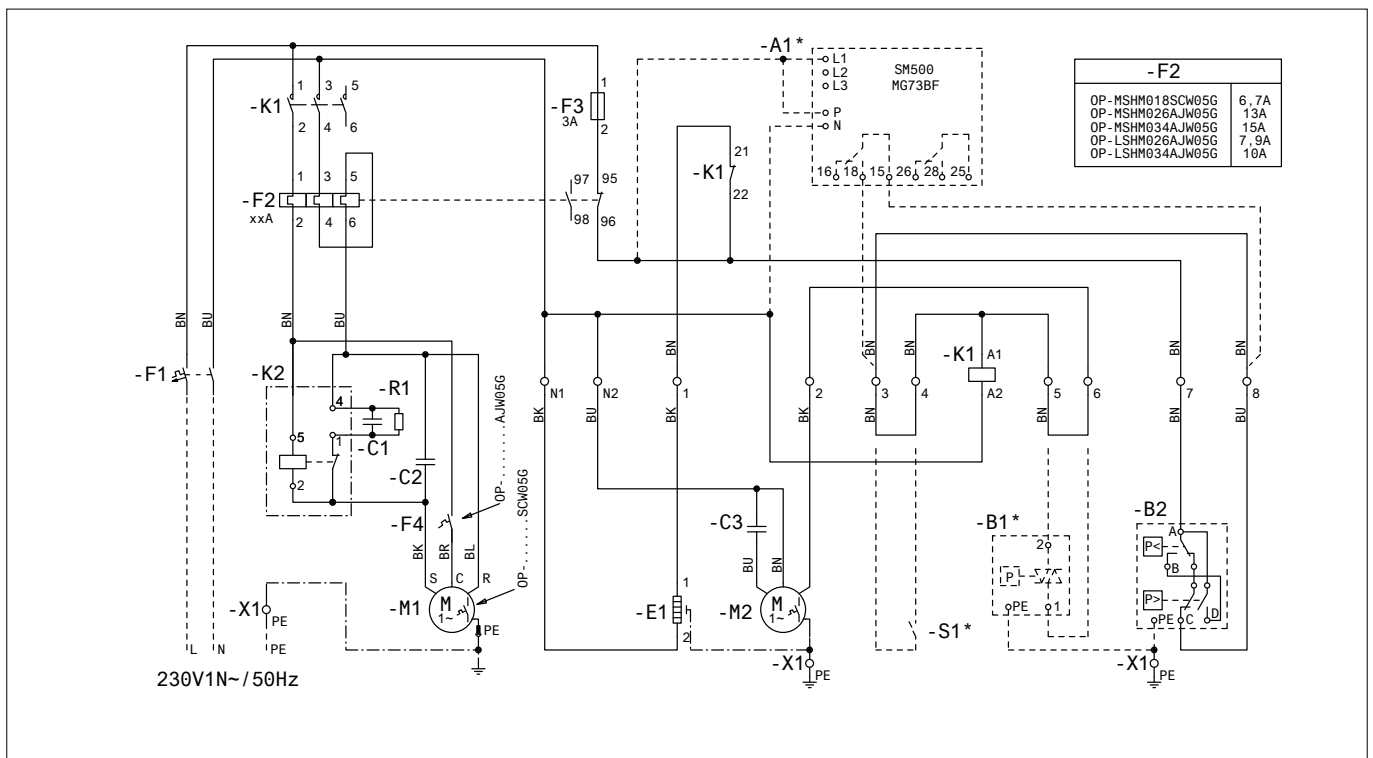 -A1*
L1
L2
L3
P
N
SM500
MG73BF
16
18
15
26
28
25
-F2
OP-MSHM018SCW05G 6,7A
OP-MSHM026AJW05G 13A
OP-MSHM034AJW05G 15A
OP-LSHM026AJW05G 7,9A
OP-LSHM034AJW05G 10A
-K1
1
3
5
2
4
6
-F3
3A
1
2
-K1
21
22
-F2
xxA
1
3
5
2
4
6
97
95
98
96
BN
BU
BN
BU
BN
BN
BN
BN
BN
BN
-F1
-K2
-R1
4
1
5
2
-C1
-C2
-K1
A1
A2
N1
N2
1
2
3
4
5
6
7
8
BK
BU
BK
BK
BN
BN
BN
BU
OP-......AJW05G
OP-......SCW05G
-F4
BK
BR
BL
S
C
R
-M1
M
1~
PE
-X1
PE
L
N
PE
230V1N~/50Hz
-C3
BU
BN
-E1
1
2
-M2
M
1~
-X1
PE
-S1*
-B1*
2
P
PE
1
-B2
A
P<
B
P>
PE
C
D
-X1
PE